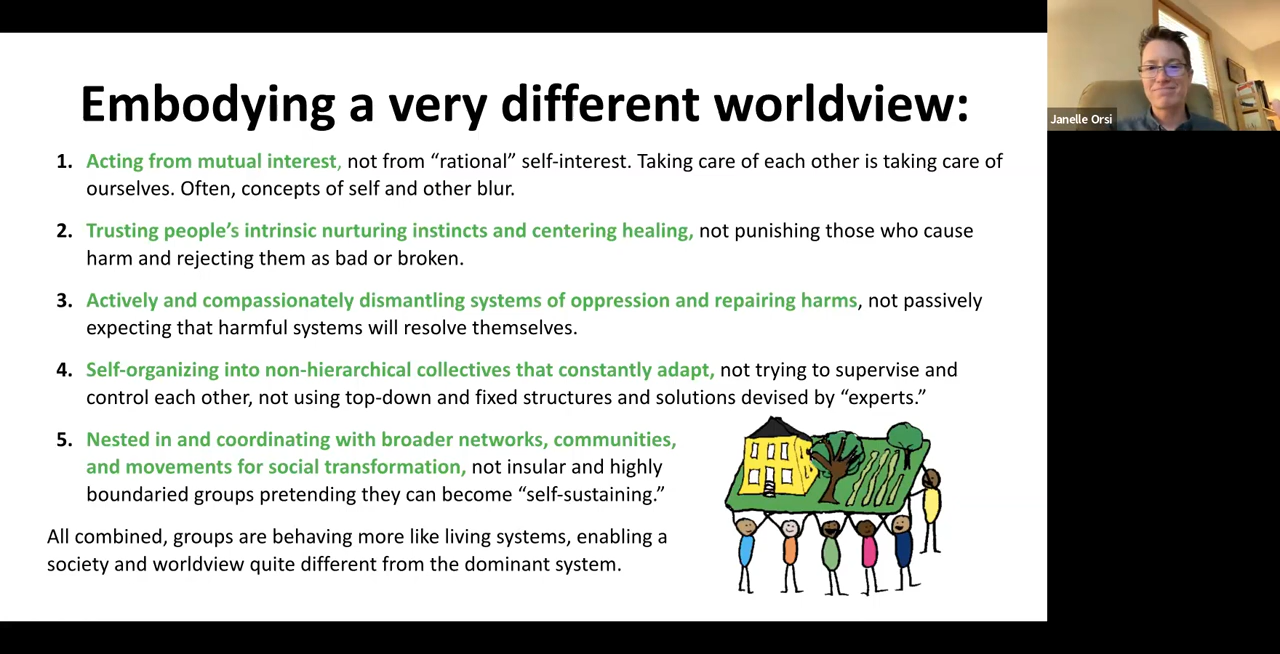 Embodying a very different worldview:
Janelle Orsi
1. Acting from mutual interest, not from “rational” self-interest. Taking care of each other is taking care of
ourselves. Often, concepts of self and other blur.
2. Trusting people’s intrinsic nurturing instincts and centering healing, not punishing those who cause
harm and rejecting them as bad or broken.
3. Actively and compassionately dismantling systems of oppression and repairing harms, not passively
expecting that harmful systems will resolve themselves.
4. Self-organizing into non-hierarchical collectives that constantly adapt, not trying to supervise and
control each other, not using top-down and fixed structures and solutions devised by “experts.”
5. Nested in and coordinating with broader networks, communities,
and movements for social transformation, not insular and highly
boundaried groups pretending they can become “self-sustaining.”
All combined, groups are behaving more like living systems, enabling a
society and worldview quite different from the dominant system.